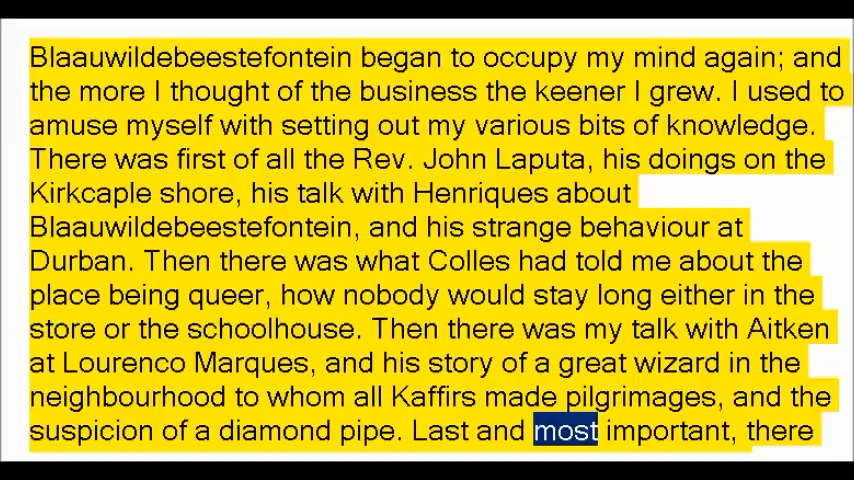 Blaauwildebeestefontein began to occupy my mind again; and
the more I thought of the business the keener I grew. I used to
amuse myself with setting out my various bits of knowledge.
There was first of all the Rev. John Laputa, his doings on the
Kirkcaple shore, his talk with Henriques about
Blaauwildebeestefontein, and his strange behaviour at
Durban. Then there was what Colles had told me about the
place being queer, how nobody would stay long either in the
store or the schoolhouse. Then there was my talk with Aitken
at Lourenco Marques, and his story of a great wizard in the
neighbourhood to whom all Kaffirs made pilgrimages, and the
suspicion of a diamond pipe. Last and most important, there